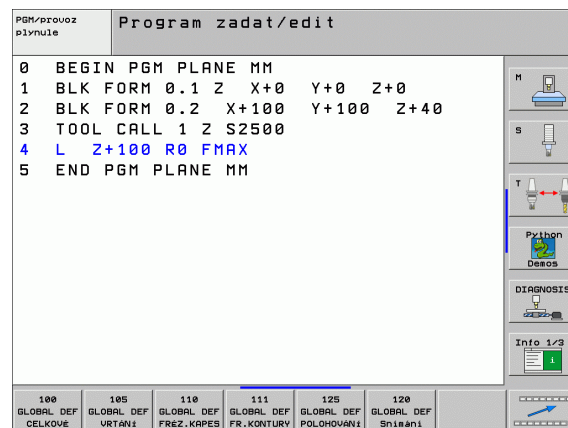 PGM/provoz
plynule
Program zadat/edit
0 BEGIN PGM PLANE MM
1 BLK FORM 0.1 Z X+0 Y+0 Z+0
2 BLK FORM 0.2 X+100 Y+100 Z+40
3 TOOL CALL 1 Z S2500
4 L Z+100 R0 FMAX
5 END PGM PLANE MM
M
S
T
Python
Demos
DIAGNOSIS
Info 1/3
i
100
GLOBAL DEF
CELKOVÉ
105
GLOBAL DEF
VRTÁNÍ
110
GLOBAL DEF
FRÉZ.KAPES
111
GLOBAL DEF
FR.KONTURY
125
GLOBAL DEF
POLOHOVÁNÍ
120
GLOBAL DEF
Snímání